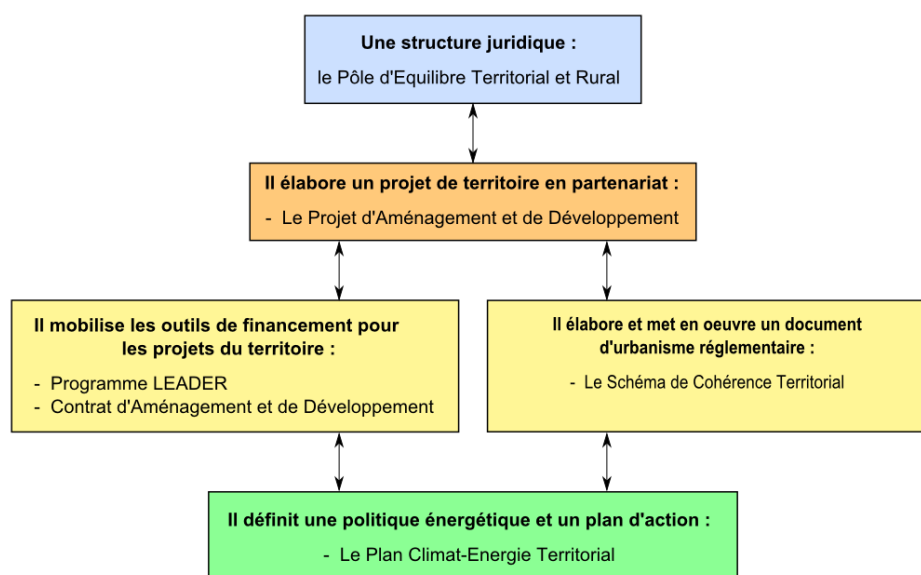 Une structure juridique :
le Pôle d'Equilibre Territorial et Rural
Il élabore un projet de territoire en partenariat :
- Le Projet d'Aménagement et de Développement
Il mobilise les outils de financement pour
les projets du territoire :
- Programme LEADER
- Contrat d'Aménagement et de Développement
Il élabore et met en oeuvre un document
d'urbanisme réglementaire :
- Le Schéma de Cohérence Territorial
Il définit une politique énergétique et un plan d'action :
- Le Plan Climat-Energie Territorial